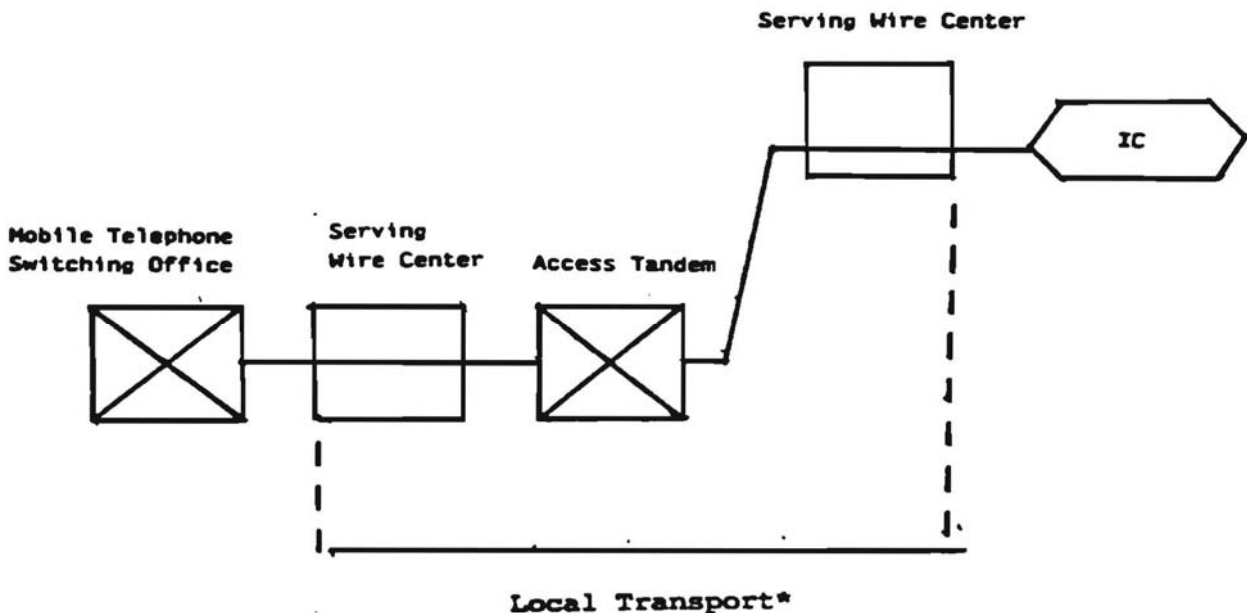 Serving Wire Center
IC
Mobile Telephone
Switching Office
Serving
Wire Center
Access Tandem
Local Transport*